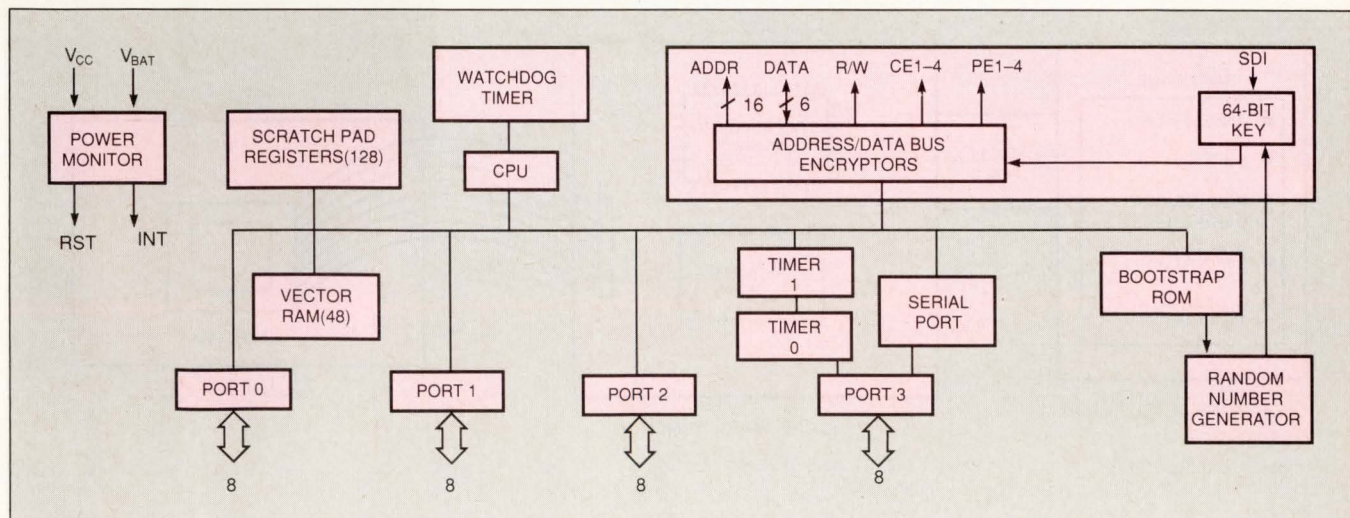 V_CC
V_BAT
POWER
MONITOR
RST
INT
SCRATCH PAD
REGISTERS(128)
VECTOR
RAM(48)
WATCHDOG
TIMER
CPU
ADDR
DATA
R/W
CE1–4
PE1–4
16
6
ADDRESS/DATA BUS
ENCRYPTORS
SDI
64-BIT
KEY
TIMER
1
TIMER
0
SERIAL
PORT
BOOTSTRAP
ROM
RANDOM
NUMBER
GENERATOR
PORT 0
PORT 1
PORT 2
PORT 3
8
8
8
8